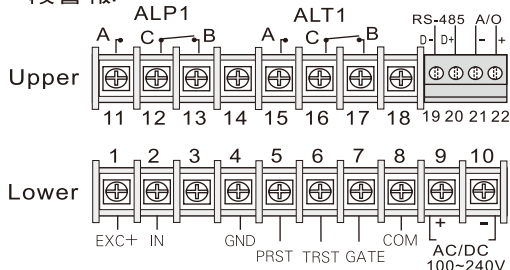 ALP1 ALT1 RS-485 A/O
A C B A C B D- D+ - +
Upper
11 12 13 14 15 16 17 18 19 20 21 22
1 2 3 4 5 6 7 8 9 10
Lower
EXC+ IN GND PRST TRST GATE COM + -
AC/DC
100~240V